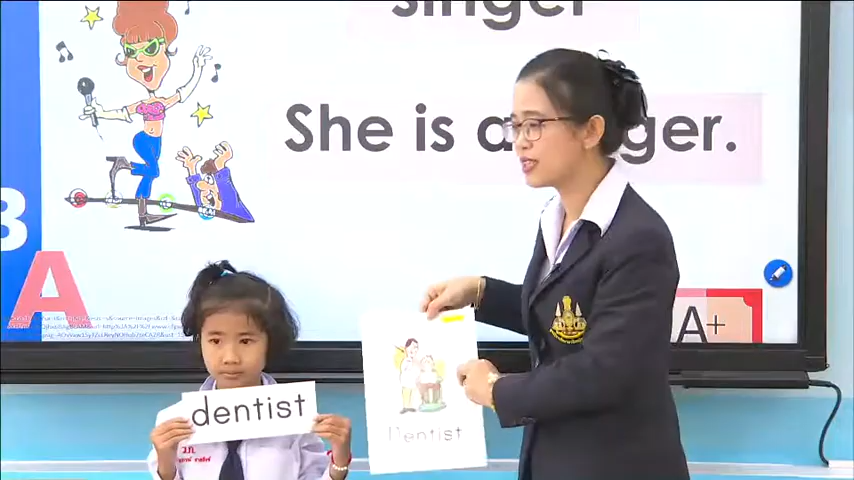 singer
She is a singer.
B
A
A+
dentist
Dentist